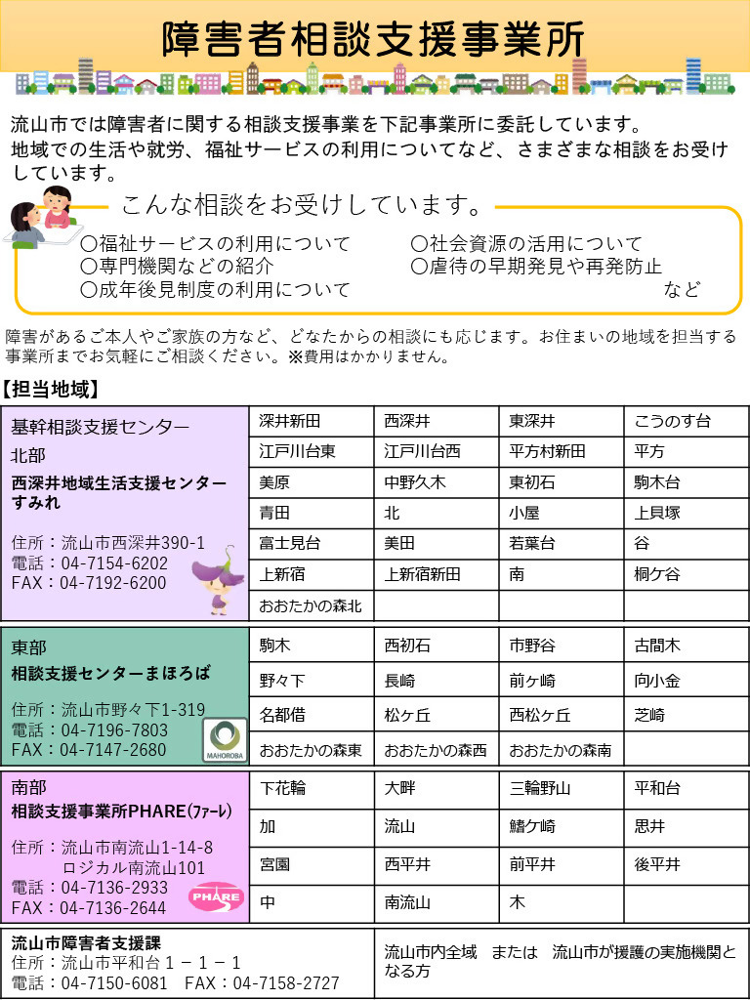 障害者相談支援事業所
流山市では障害者に関する相談支援事業を下記事業所に委託しています。
地域での生活や就労、福祉サービスの利用についてなど、さまざまな相談をお受け
しています。
こんな相談をお受けしています。
〇福祉サービスの利用について 〇社会資源の活用について
〇専門機関などの紹介 〇虐待の早期発見や再発防止
〇成年後見制度の利用について など
障害があるご本人やご家族の方など、どなたからの相談にも応じます。お住まいの地域を担当する
事業所までお気軽にご相談ください。※費用はかかりません。
【担当地域】
基幹相談支援センター
北部
西深井地域生活支援センター
すみれ
住所：流山市西深井390-1
電話：04-7154-6202
FAX：04-7192-6200
深井新田 西深井 東深井 こうのす台
江戸川台東 江戸川台西 平方村新田 平方
美原 中野久木 東初石 駒木台
青田 北 小屋 上貝塚
富士見台 美田 若葉台 谷
上新宿 上新宿新田 南 桐ケ谷
おおたかの森北
東部
相談支援センターまほろば
住所：流山市野々下1-319
電話：04-7196-7803
FAX：04-7147-2680
MAHOROBA
駒木 西初石 市野谷 古間木
野々下 長崎 前ヶ崎 向小金
名都借 松ヶ丘 西松ヶ丘 芝崎
おおたかの森東 おおたかの森西 おおたかの森南
南部
相談支援事業所PHARE(ﾌｧｰﾚ)
住所：流山市南流山1-14-8
ロジカル南流山101
電話：04-7136-2933
FAX：04-7136-2644
PHARE
下花輪 大畔 三輪野山 平和台
加 流山 鰭ケ崎 思井
宮園 西平井 前平井 後平井
中 南流山 木
流山市障害者支援課
住所：流山市平和台１－１－１
電話：04-7150-6081 FAX：04-7158-2727
流山市内全域 または 流山市が援護の実施機関と
なる方